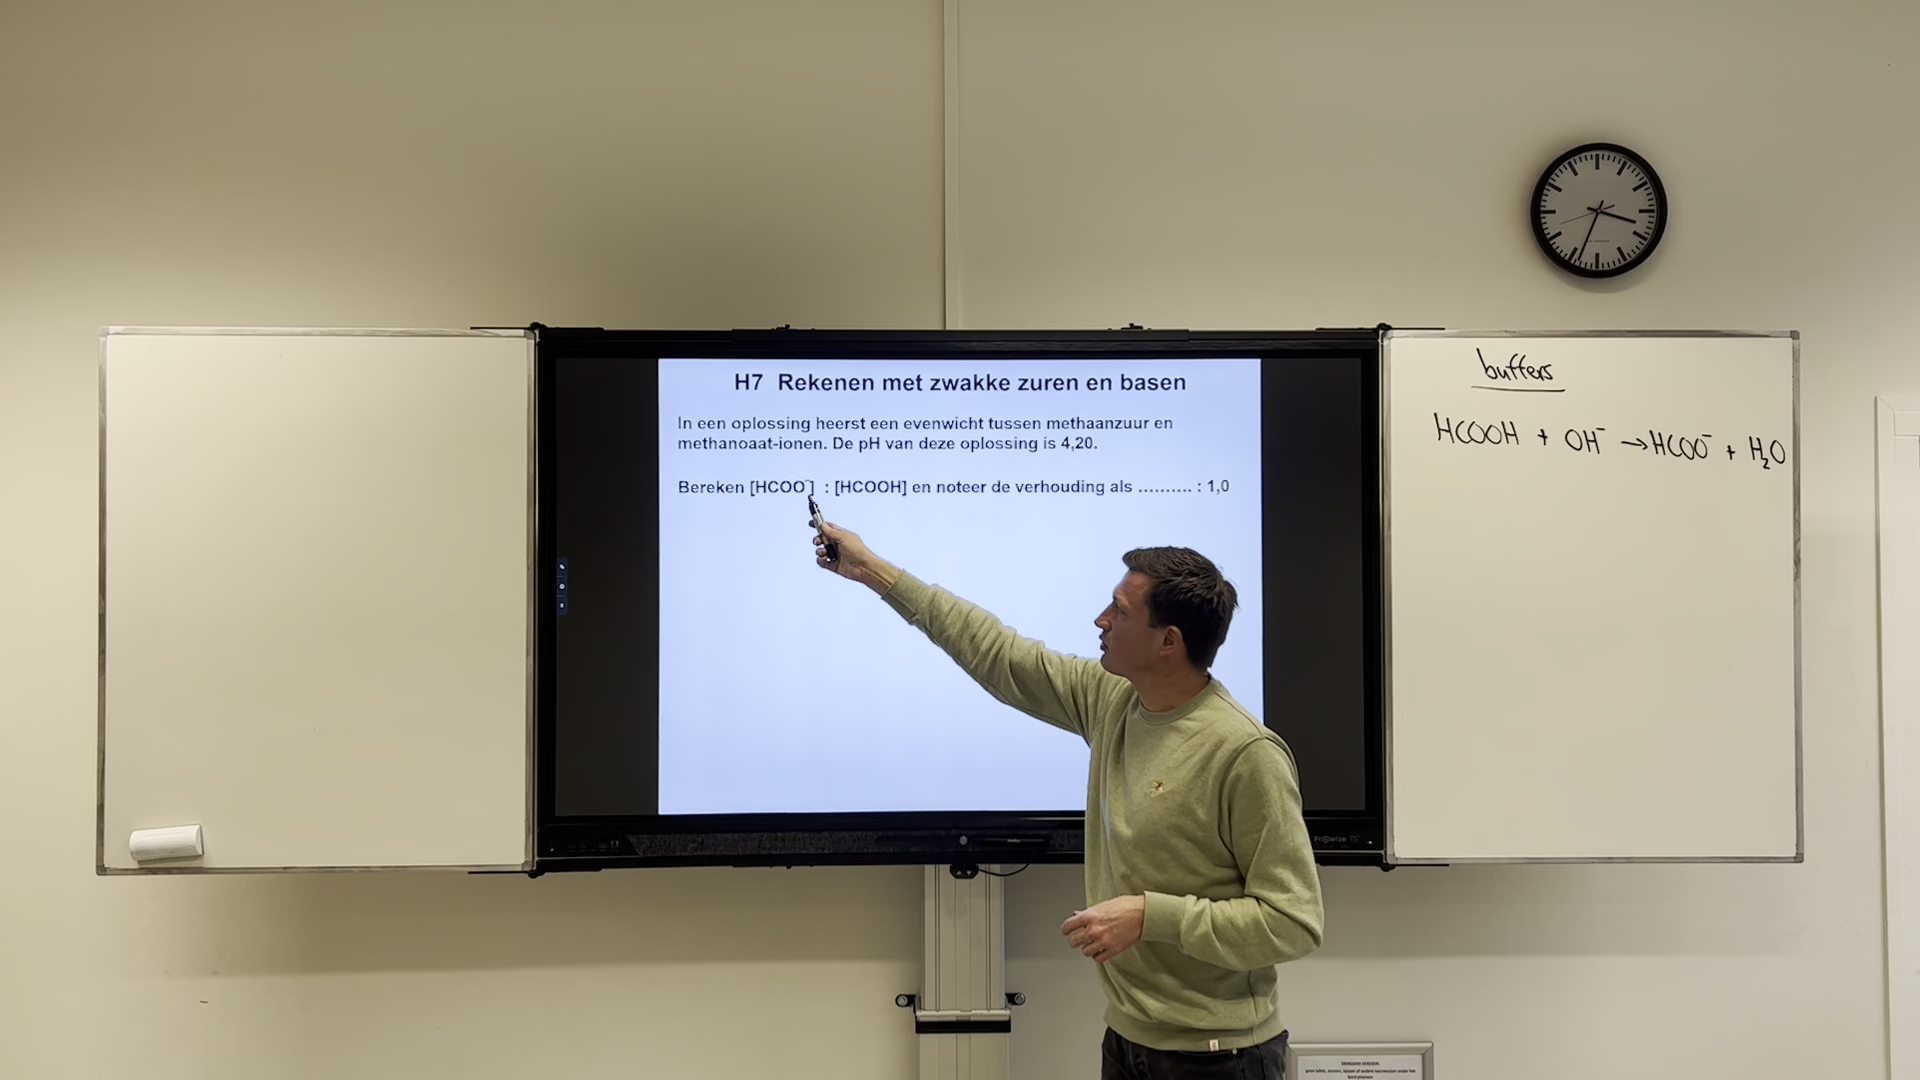 H7 Rekenen met zwakke zuren en basen
In een oplossing heerst een evenwicht tussen methaanzuur en
methanoaat-ionen. De pH van deze oplossing is 4,20.
Bereken [HCOO⁻] : [HCOOH] en noteer de verhouding als .......... : 1,0
buffers
HCOOH + OH⁻ → HCOO⁻ + H₂O
Prowise